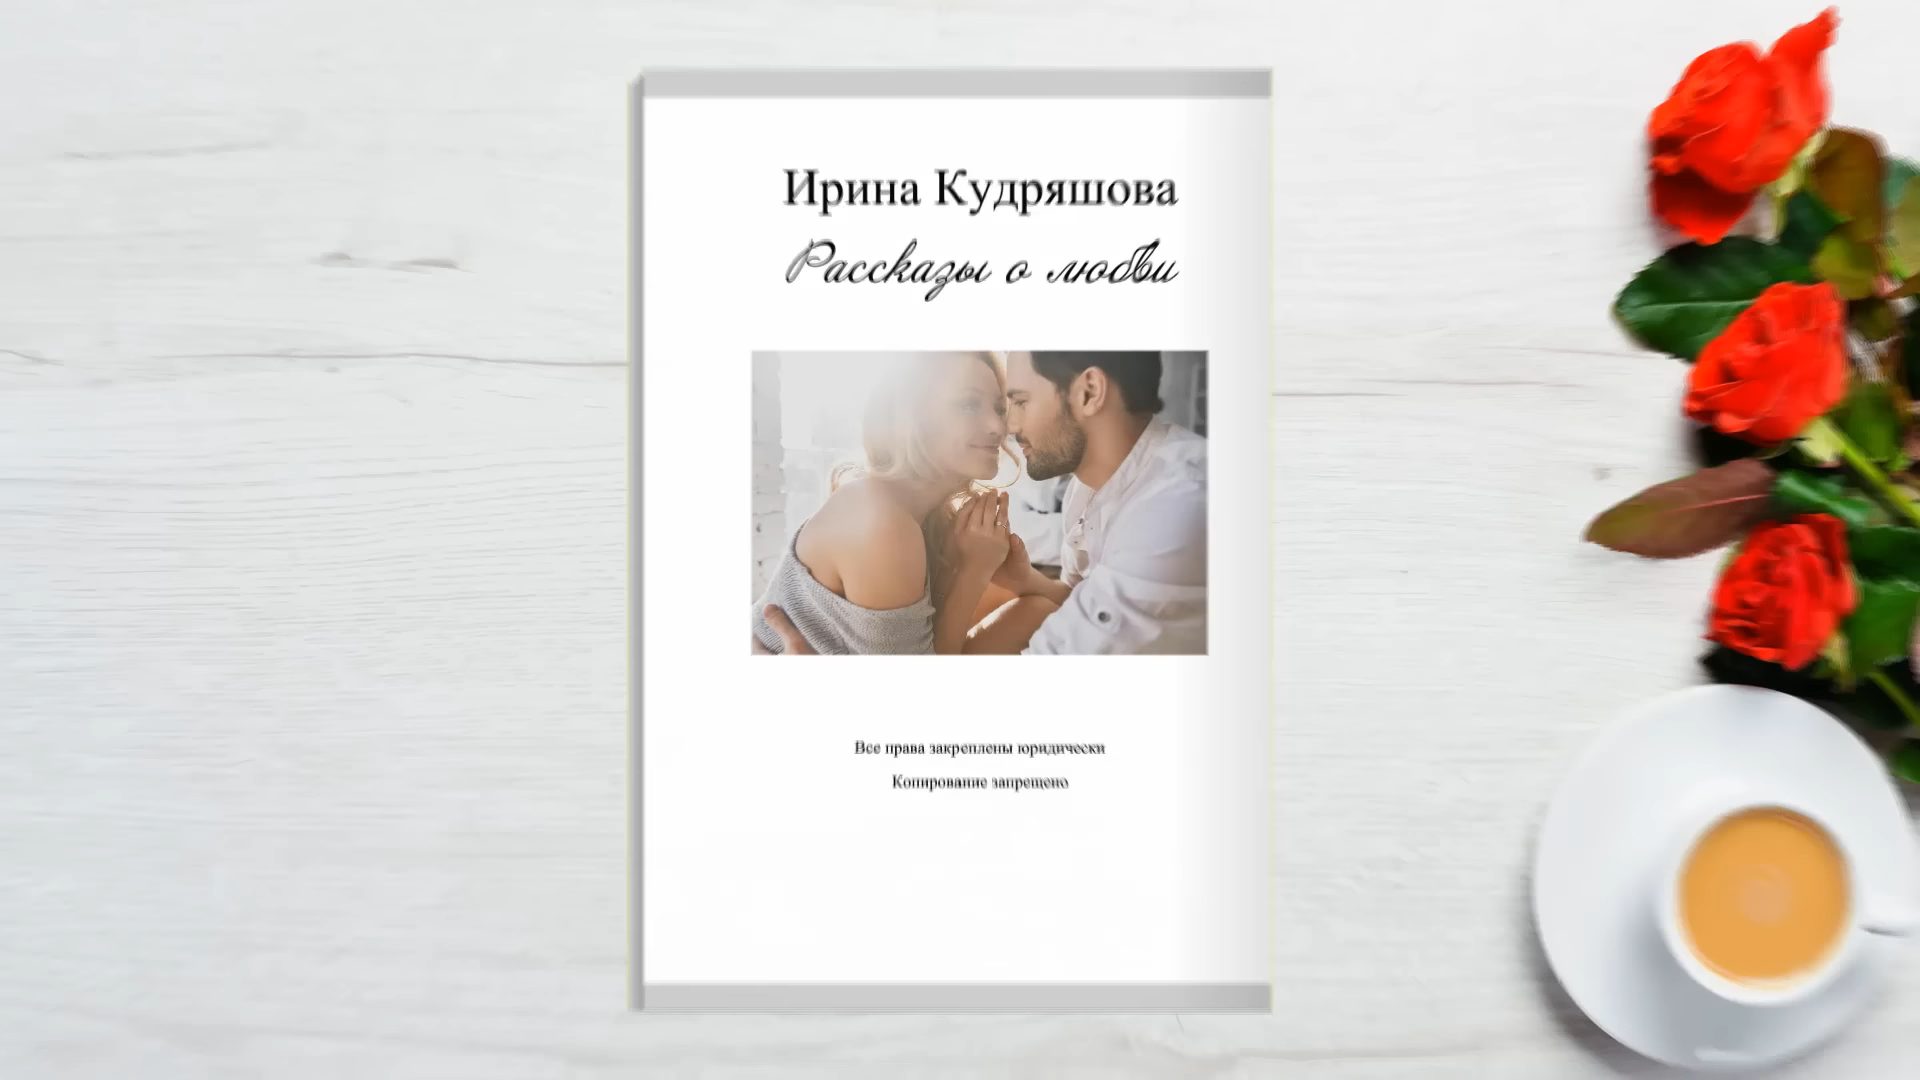 Ирина Кудряшова
Рассказы о любви
Все права закреплены юридически
Копирование запрещено